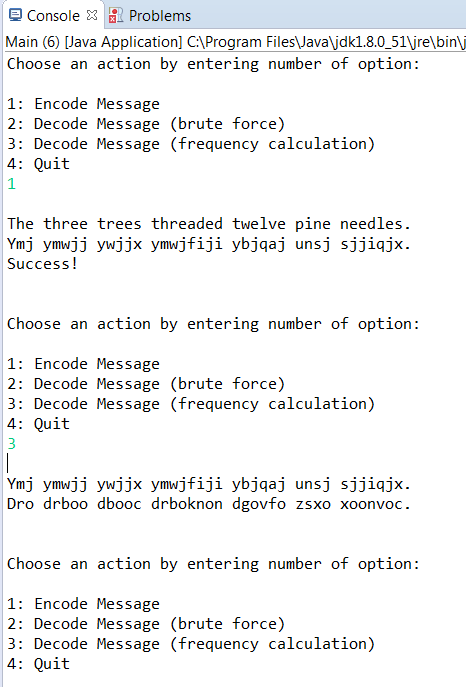 Console Problems
Main (6) [Java Application] C:\Program Files\Java\jdk1.8.0_51\jre\bin\j
Choose an action by entering number of option:
1: Encode Message
2: Decode Message (brute force)
3: Decode Message (frequency calculation)
4: Quit
1
The three trees threaded twelve pine needles.
Ymj ymwjj ywjjx ymwjfiji ybjqaj unsj sjjiqjx.
Success!
Choose an action by entering number of option:
1: Encode Message
2: Decode Message (brute force)
3: Decode Message (frequency calculation)
4: Quit
3
Ymj ymwjj ywjjx ymwjfiji ybjqaj unsj sjjiqjx.
Dro drboo dbooc drboknon dgovfo zsxo xoonvoc.
Choose an action by entering number of option:
1: Encode Message
2: Decode Message (brute force)
3: Decode Message (frequency calculation)
4: Quit